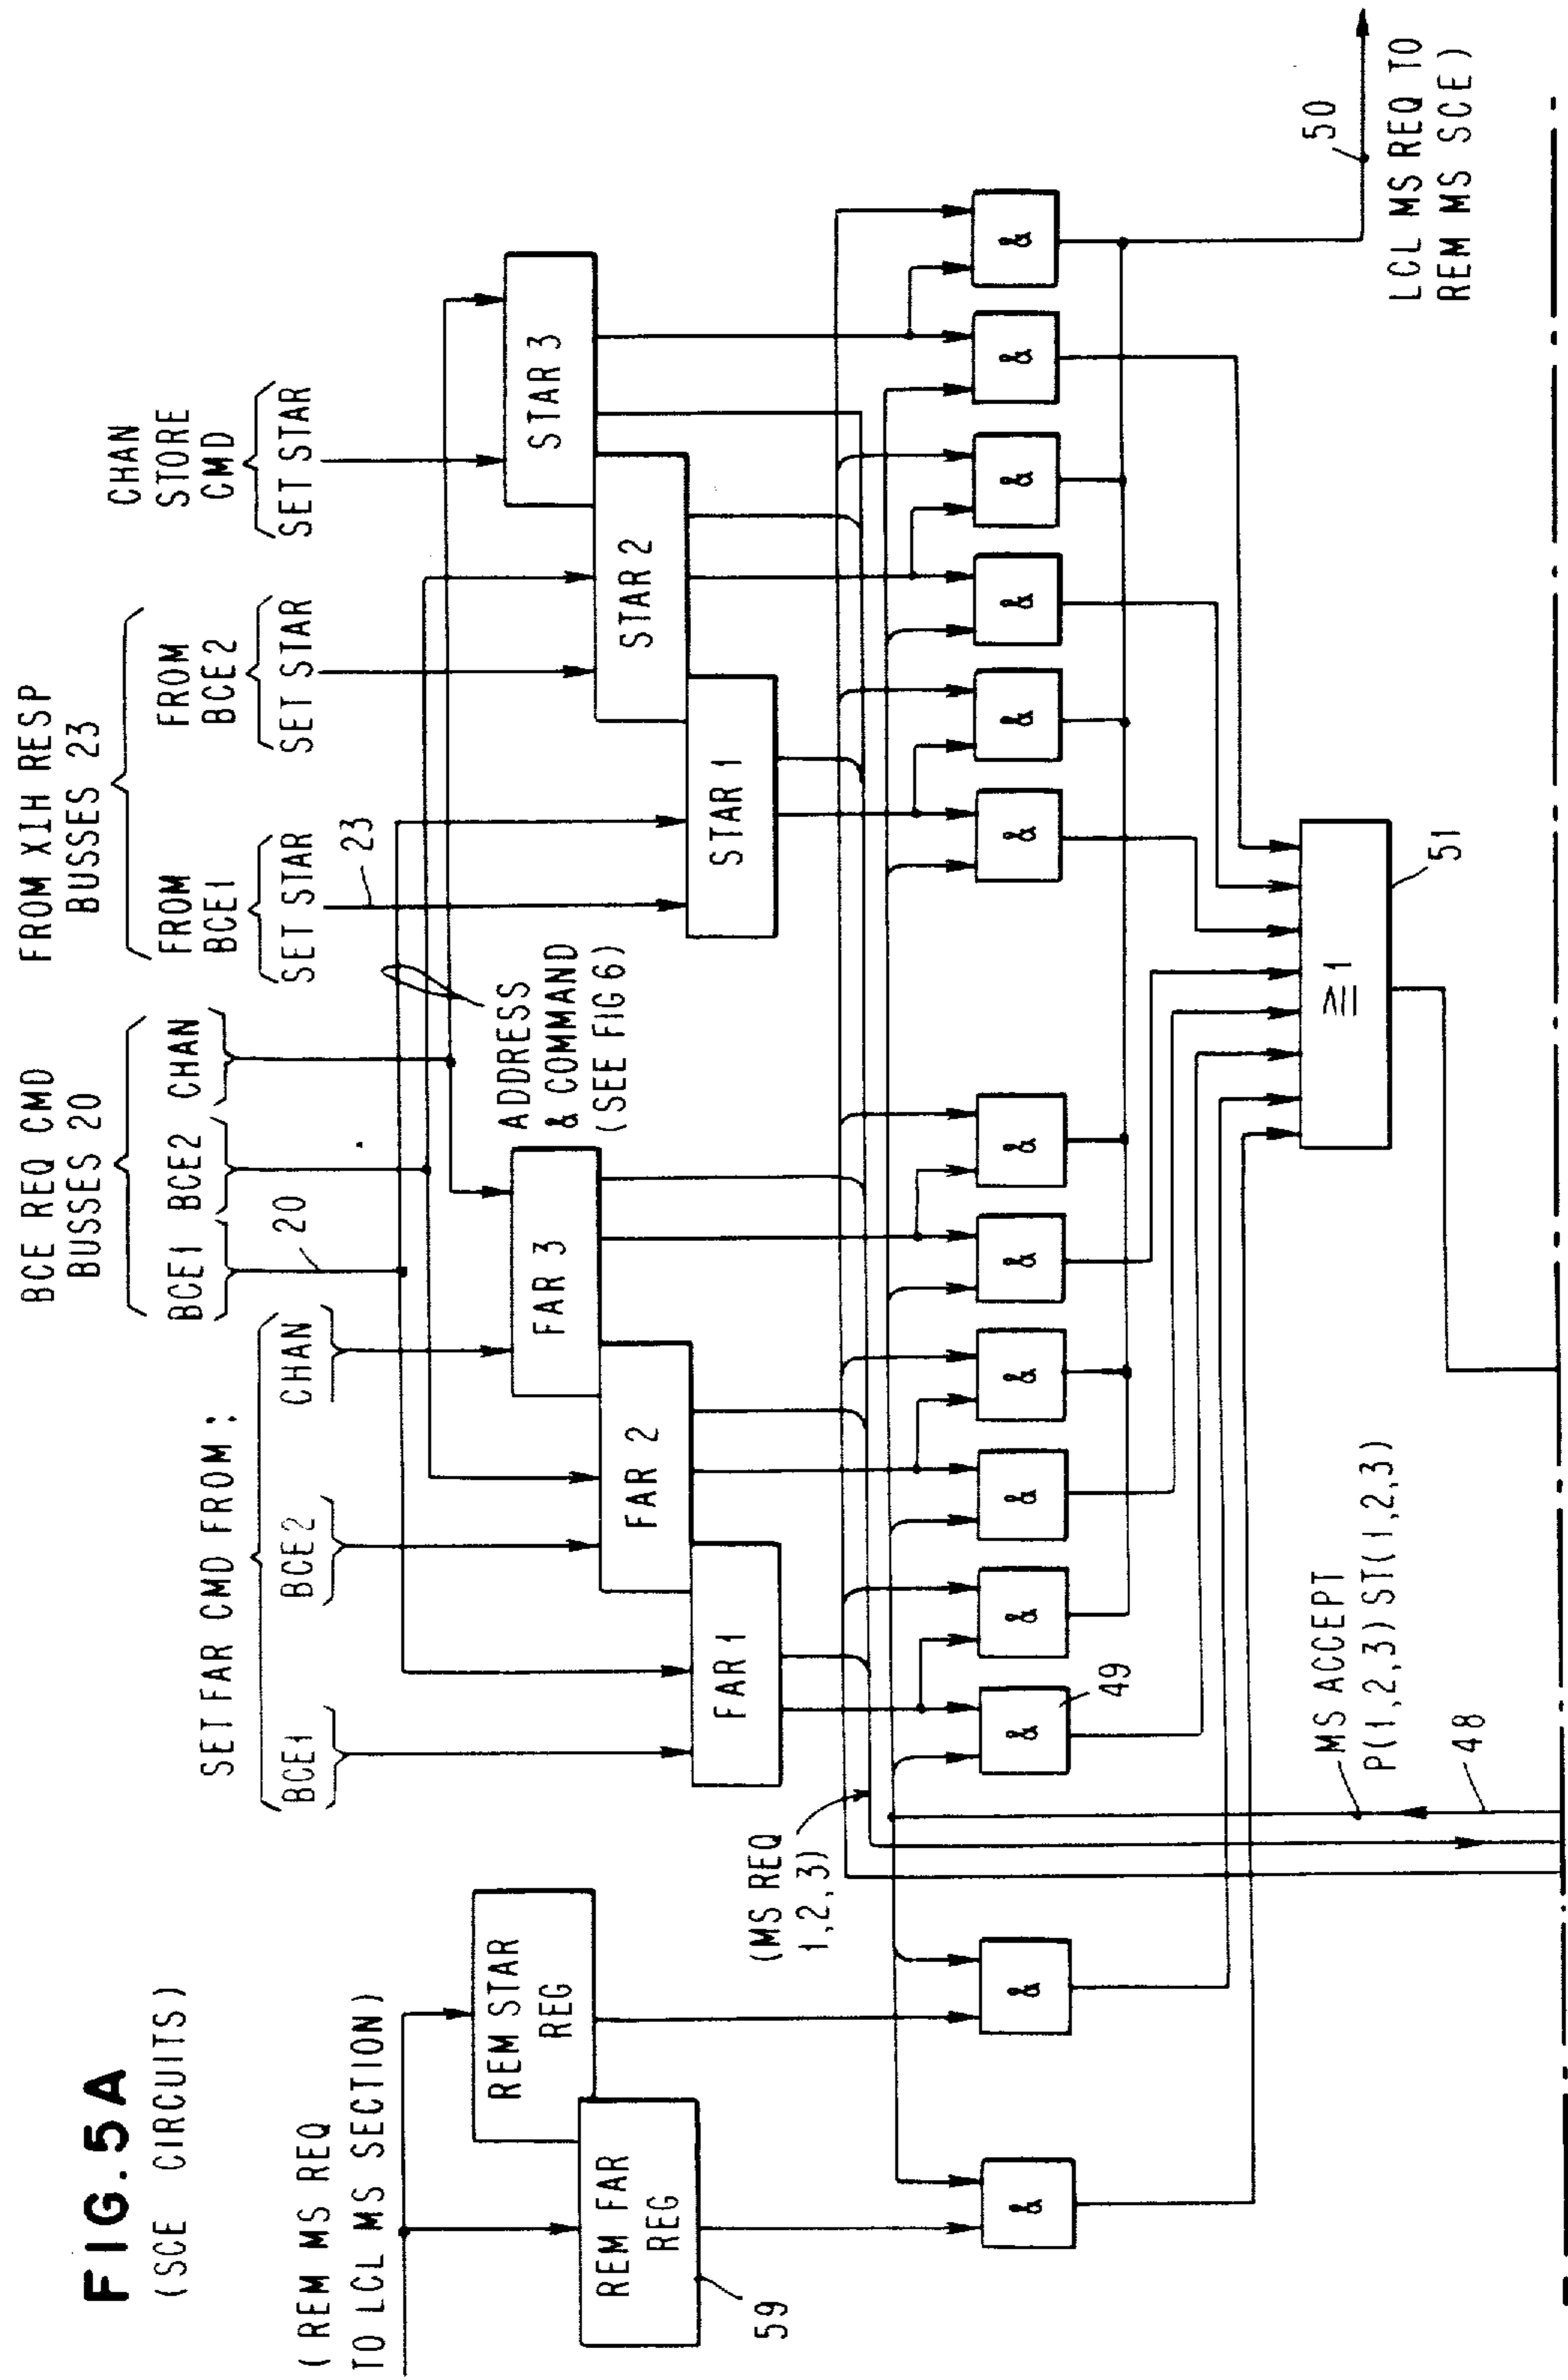 FIG. 5A
(SCE CIRCUITS)
(REM MS REQ
TO LCL MS SECTION)
REM STAR
REG
REM FAR
REG
59
SET FAR CMD FROM:
BCE1
BCE2
CHAN
BCE REQ CMD
BUSSES 20
BCE1
BCE2
CHAN
20
FROM XIH RESP
BUSSES 23
FROM
BCE1
SET STAR
FROM
BCE2
SET STAR
CHAN
STORE
CMD
SET STAR
23
ADDRESS
& COMMAND
(SEE FIG 6)
FAR 1
FAR 2
FAR 3
STAR 1
STAR 2
STAR 3
(MS REQ
1,2,3)
&
&
&
&
&
&
&
&
&
&
&
&
&
&
49
MS ACCEPT
P(1,2,3) ST(1,2,3)
48
≧1
51
50
LCL MS REQ TO
REM MS SCE)